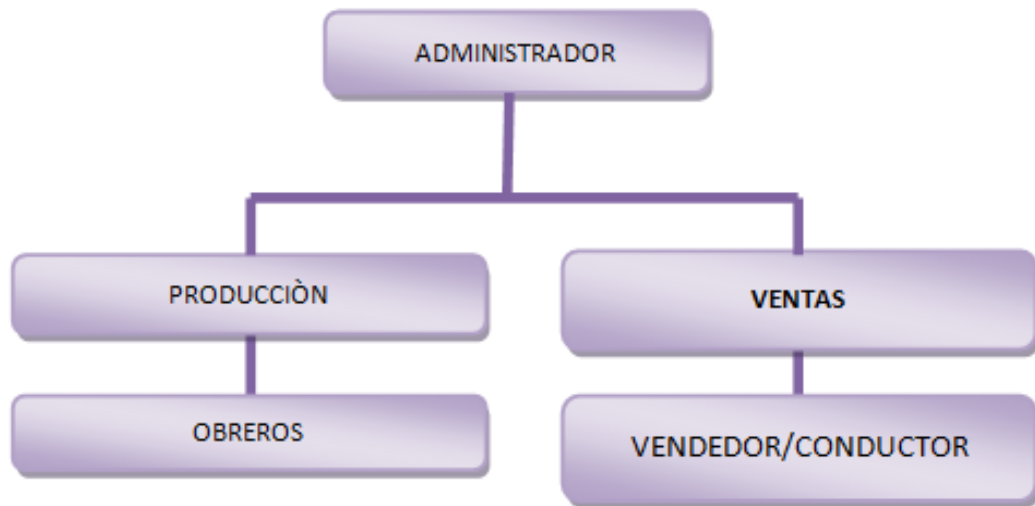 ADMINISTRADOR
PRODUCCIÒN
VENTAS
OBREROS
VENDEDOR/CONDUCTOR